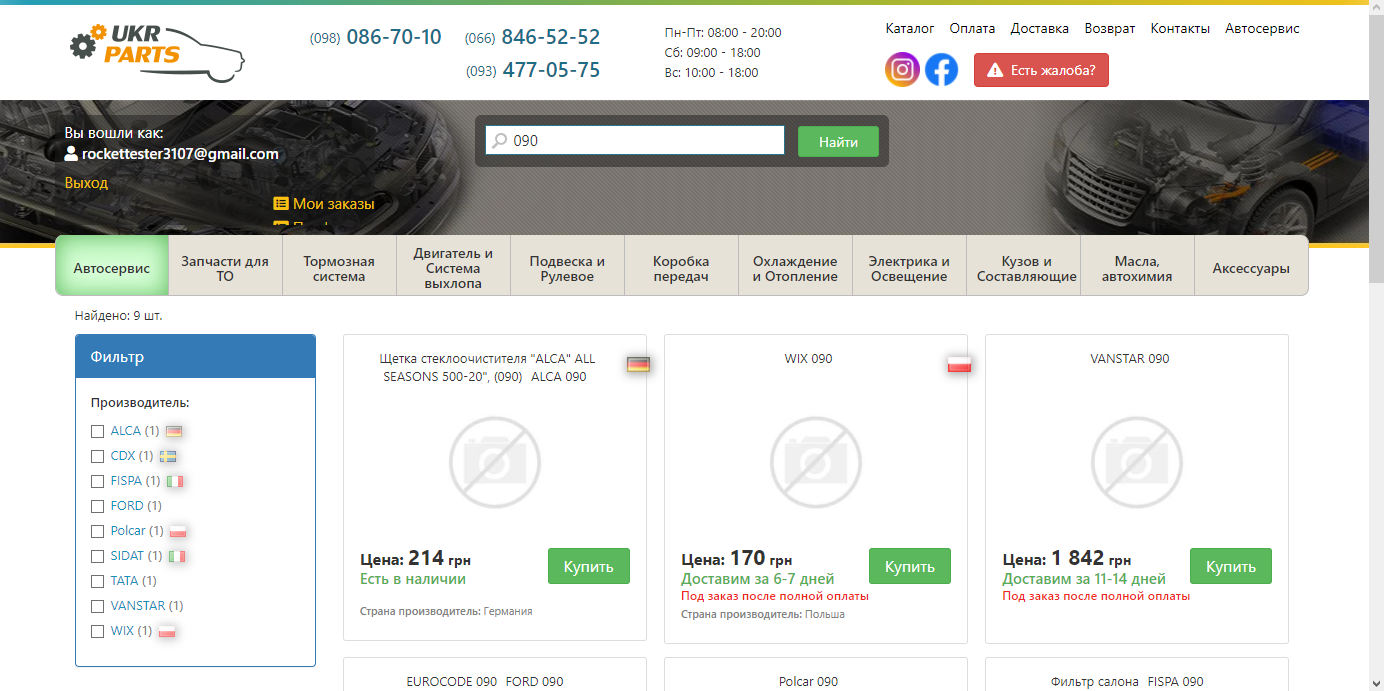 UKR
PARTS
(098) 086-70-10
(066) 846-52-52
(093) 477-05-75
Пн-Пт: 08:00 - 20:00
Сб: 09:00 - 18:00
Вс: 10:00 - 18:00
Каталог Оплата Доставка Возврат Контакты Автосервис
Есть жалоба?
Вы вошли как:
rockettester3107@gmail.com
Выход
Мои заказы
090
Найти
Автосервис
Запчасти для
ТО
Тормозная
система
Двигатель и
Система
выхлопа
Подвеска и
Рулевое
Коробка
передач
Охлаждение
и Отопление
Электрика и
Освещение
Кузов и
Составляющие
Масла,
автохимия
Аксессуары
Найдено: 9 шт.
Фильтр
Производитель:
ALCA (1)
CDX (1)
FISPA (1)
FORD (1)
Polcar (1)
SIDAT (1)
TATA (1)
VANSTAR (1)
WIX (1)
Щетка стеклоочистителя "ALCA" ALL
SEASONS 500-20", (090) ALCA 090
Цена: 214 грн
Есть в наличии
Купить
Страна производитель: Германия
WIX 090
Цена: 170 грн
Доставим за 6-7 дней
Под заказ после полной оплаты
Купить
Страна производитель: Польша
VANSTAR 090
Цена: 1 842 грн
Доставим за 11-14 дней
Под заказ после полной оплаты
Купить
EUROCODE 090 FORD 090
Polcar 090
Фильтр салона FISPA 090